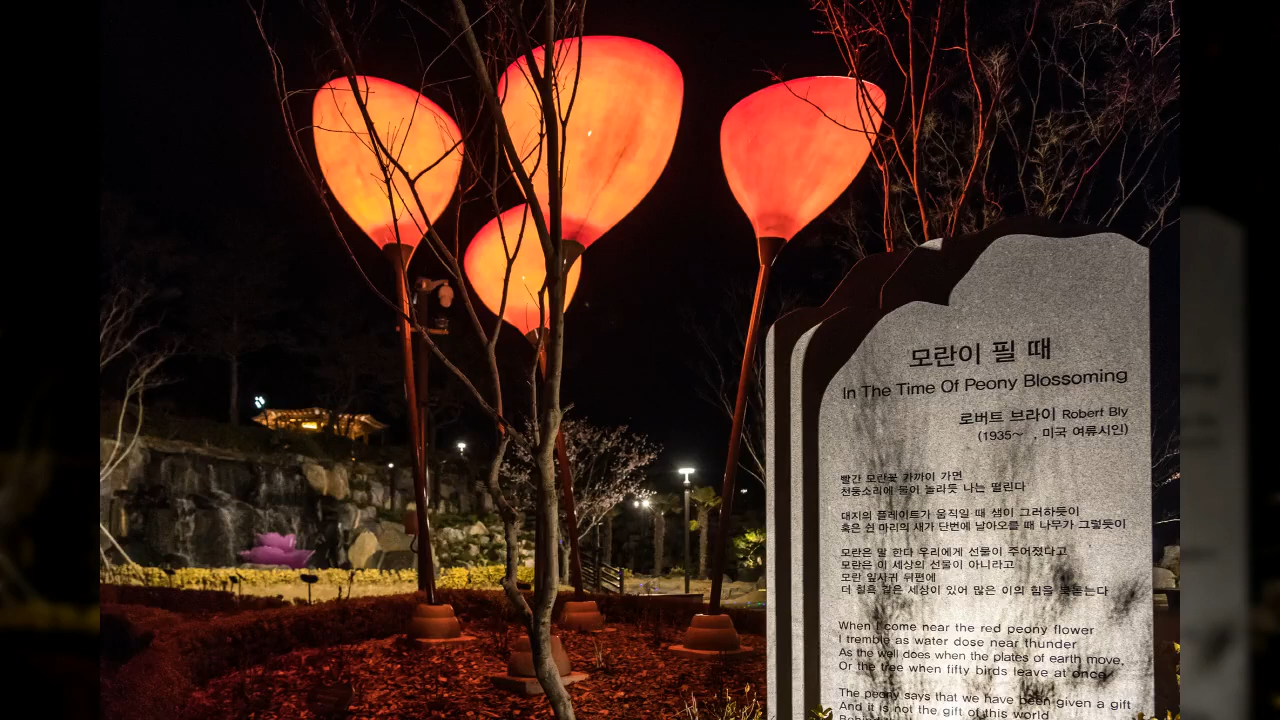 모란이 필 때
In The Time Of Peony Blossoming
로버트 브라이 Robert Bly
(1935~ , 미국 여류시인)
빨간 모란꽃 가까이 가면
천둥소리에 물이 놀라듯 나는 떨린다
대지의 플레이트가 움직일 때 샘이 그러하듯이
혹은 쉰 마리의 새가 단번에 날아오를 때 나무가 그렇듯이
모란은 말 한다 우리에게 선물이 주어졌다고
모란은 이 세상의 선물이 아니라고
모란 잎사귀 뒤편에
더 칠흑 같은 세상이 있어 많은 이의 힘을 북돋는다
When I come near the red peony flower
I tremble as water dose near thunder
As the well does when the plates of earth move,
Or the tree when fifty birds leave at once
The peony says that we have been given a gift
And it is not the gift of this world